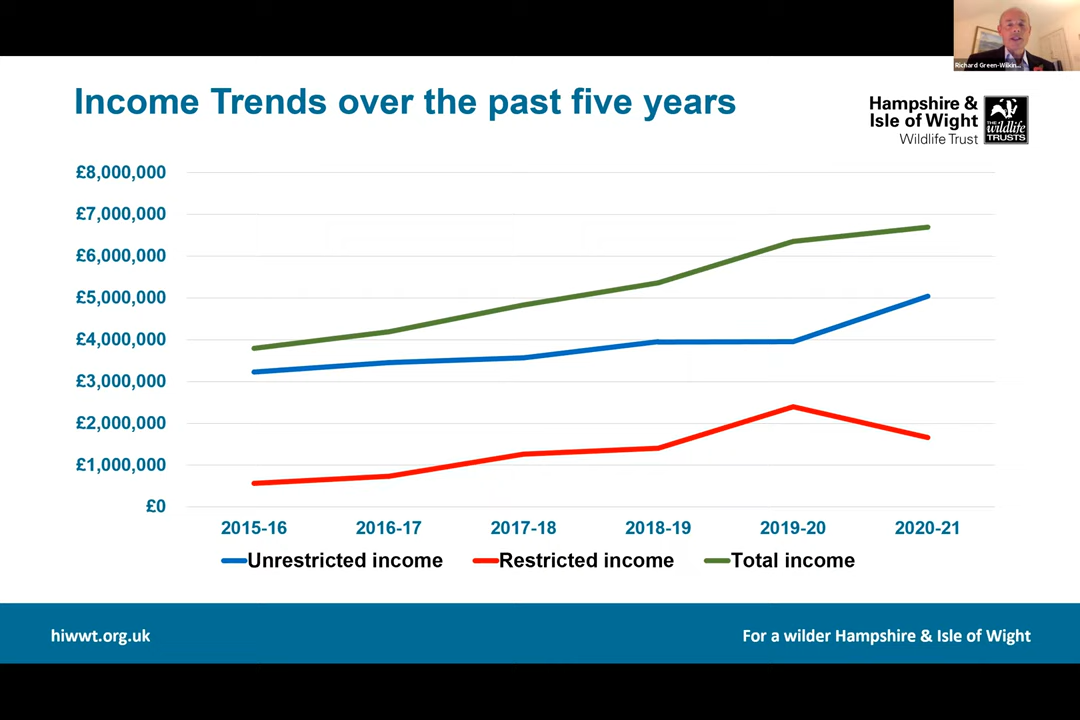 Richard Green-Wilkin...
Income Trends over the past five years
Hampshire &
Isle of Wight
Wildlife Trust
THE
wildlife
TRUSTS
£8,000,000
£7,000,000
£6,000,000
£5,000,000
£4,000,000
£3,000,000
£2,000,000
£1,000,000
£0
2015-16 2016-17 2017-18 2018-19 2019-20 2020-21
Unrestricted income Restricted income Total income
hiwwt.org.uk For a wilder Hampshire & Isle of Wight